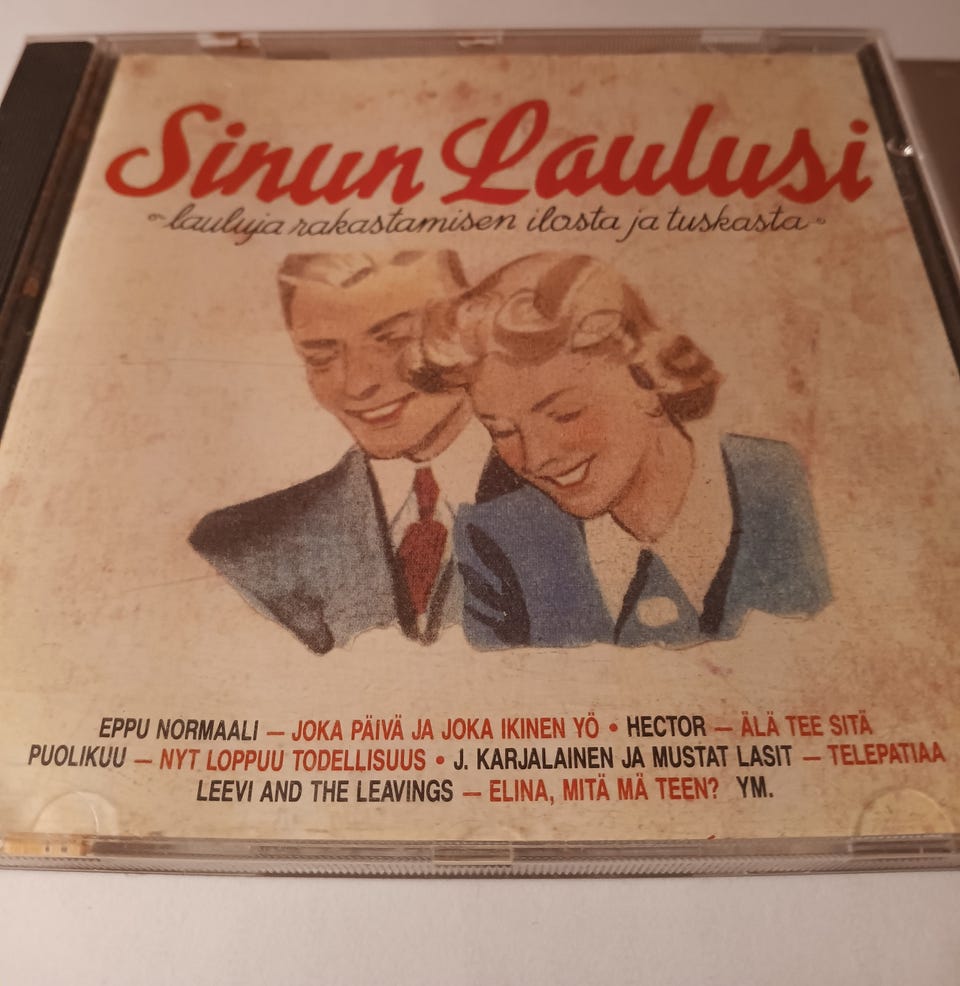 Sinun Laulusi
lauluja rakastamisen ilosta ja tuskasta
EPPU NORMAALI – JOKA PÄIVÄ JA JOKA IKINEN YÖ • HECTOR – ÄLÄ TEE SITÄ
PUOLIKUU – NYT LOPPUU TODELLISUUS • J. KARJALAINEN JA MUSTAT LASIT – TELEPATIAA
LEEVI AND THE LEAVINGS – ELINA, MITÄ MÄ TEEN? YM.